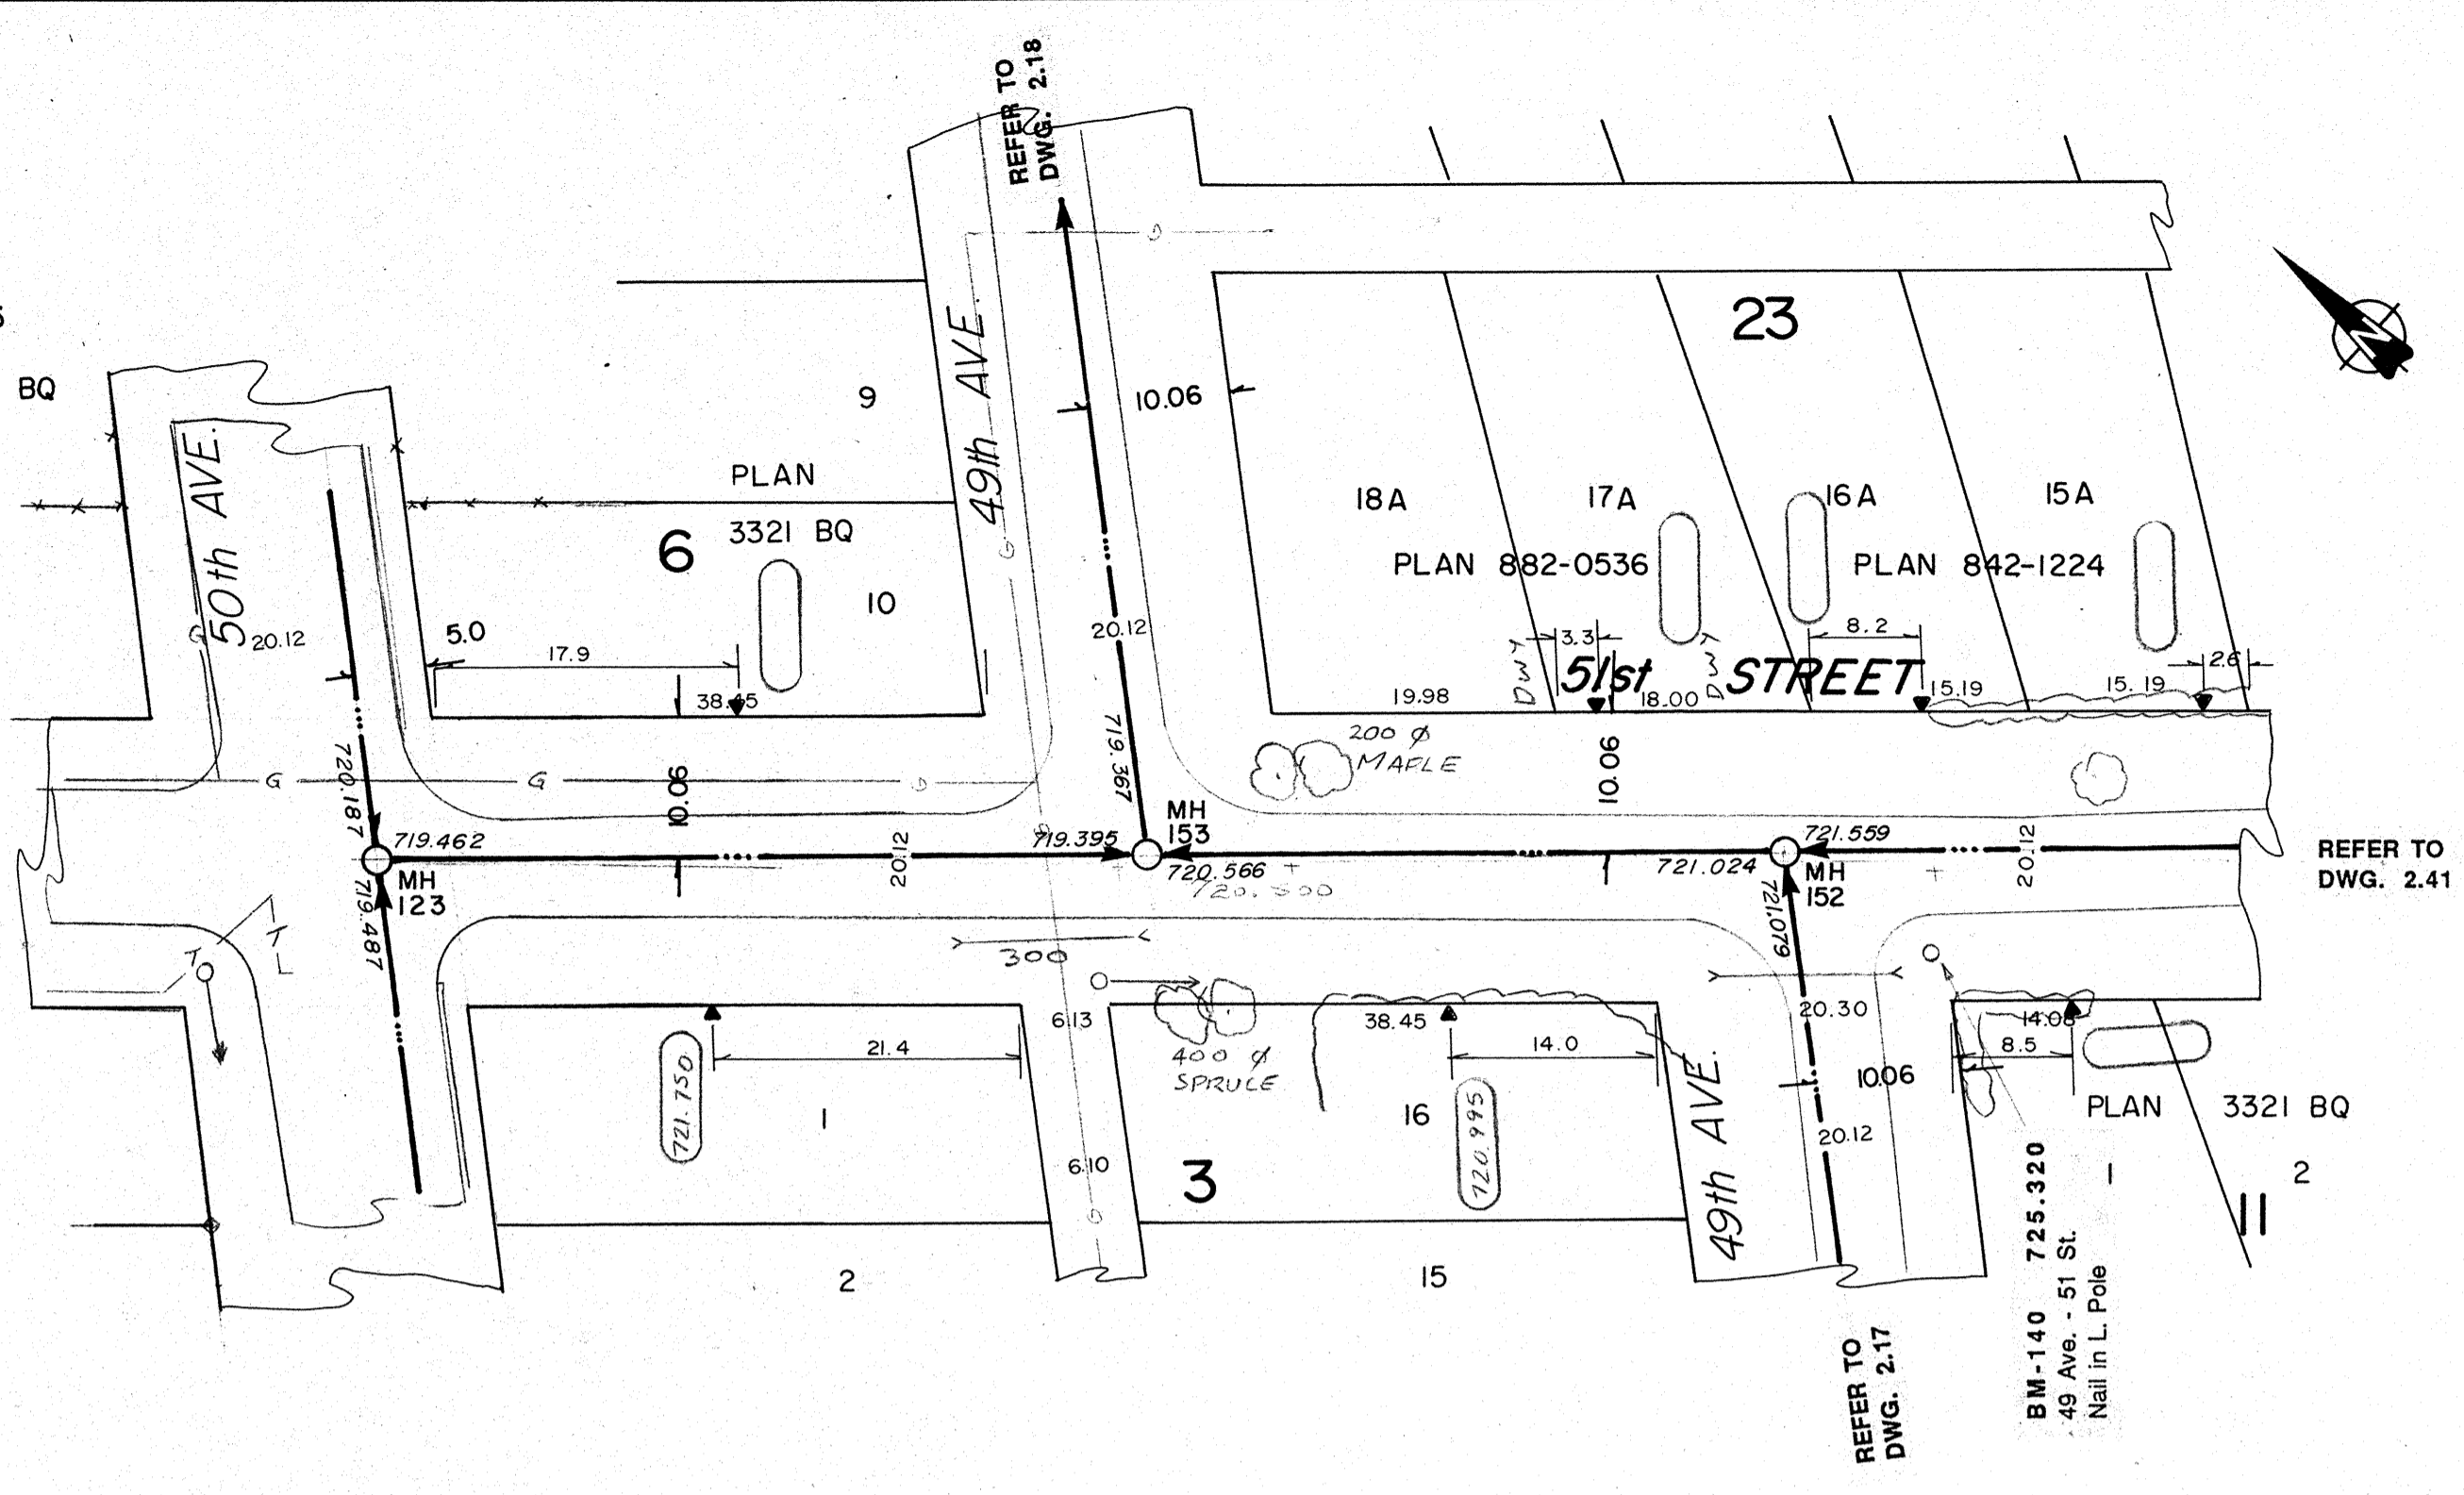 REFER TO
DWG. 2.18
BQ
50th AVE.
20.12
9
PLAN
3321 BQ
6
10
5.0
17.9
38.45
49th AVE.
10.06
20.12
23
18A
17A
16A
15A
PLAN 882-0536
PLAN 842-1224
3.3
8.2
2.6
DWY
51st STREET
DWY
19.98
18.00
15.19
15.19
200 Ø
MAPLE
10.06
G
G
G
G
G
10.06
720.187
719.462
719.487
MH
123
20.12
719.367
719.395
MH
153
720.566
721.024
721.559
MH
152
721.079
20.12
REFER TO
DWG. 2.41
T
300
6.13
6.10
G
400 Ø
SPRUCE
38.45
14.0
21.4
721.750
1
2
3
16
720.995
15
49th AVE.
20.30
10.06
20.12
14.08
8.5
PLAN 3321 BQ
1
2
11
BM-140 725.320
49 Ave. - 51 St.
Nail in L. Pole
REFER TO
DWG. 2.17
N